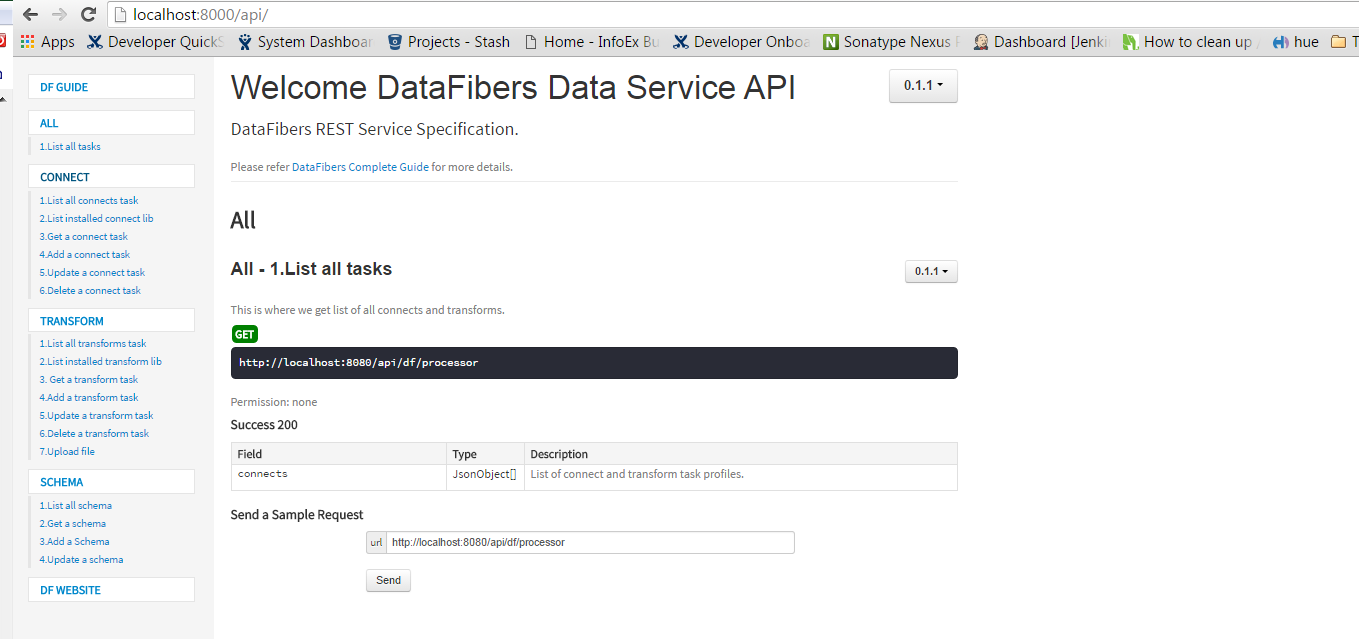 localhost:8000/api/
Apps Developer Quick System Dashboar Projects - Stash Home - InfoEx Bu Developer Onboa Sonatype Nexus Dashboard [Jenki How to clean up hue
DF GUIDE
ALL
1.List all tasks
CONNECT
1.List all connects task
2.List installed connect lib
3.Get a connect task
4.Add a connect task
5.Update a connect task
6.Delete a connect task
TRANSFORM
1.List all transforms task
2.List installed transform lib
3. Get a transform task
4.Add a transform task
5.Update a transform task
6.Delete a transform task
7.Upload file
SCHEMA
1.List all schema
2.Get a schema
3.Add a Schema
4.Update a schema
DF WEBSITE
Welcome DataFibers Data Service API
0.1.1
DataFibers REST Service Specification.
Please refer DataFibers Complete Guide for more details.
All
All - 1.List all tasks
0.1.1
This is where we get list of all connects and transforms.
GET
http://localhost:8080/api/df/processor
Permission: none
Success 200
Field Type Description
connects JsonObject[] List of connect and transform task profiles.
Send a Sample Request
url http://localhost:8080/api/df/processor
Send